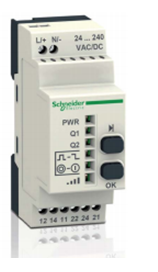 L/+ N/- 24 ... 240
VAC/DC
Schneider
Electric
PWR
Q1
Q2
OK
12 14 11 22 24 21